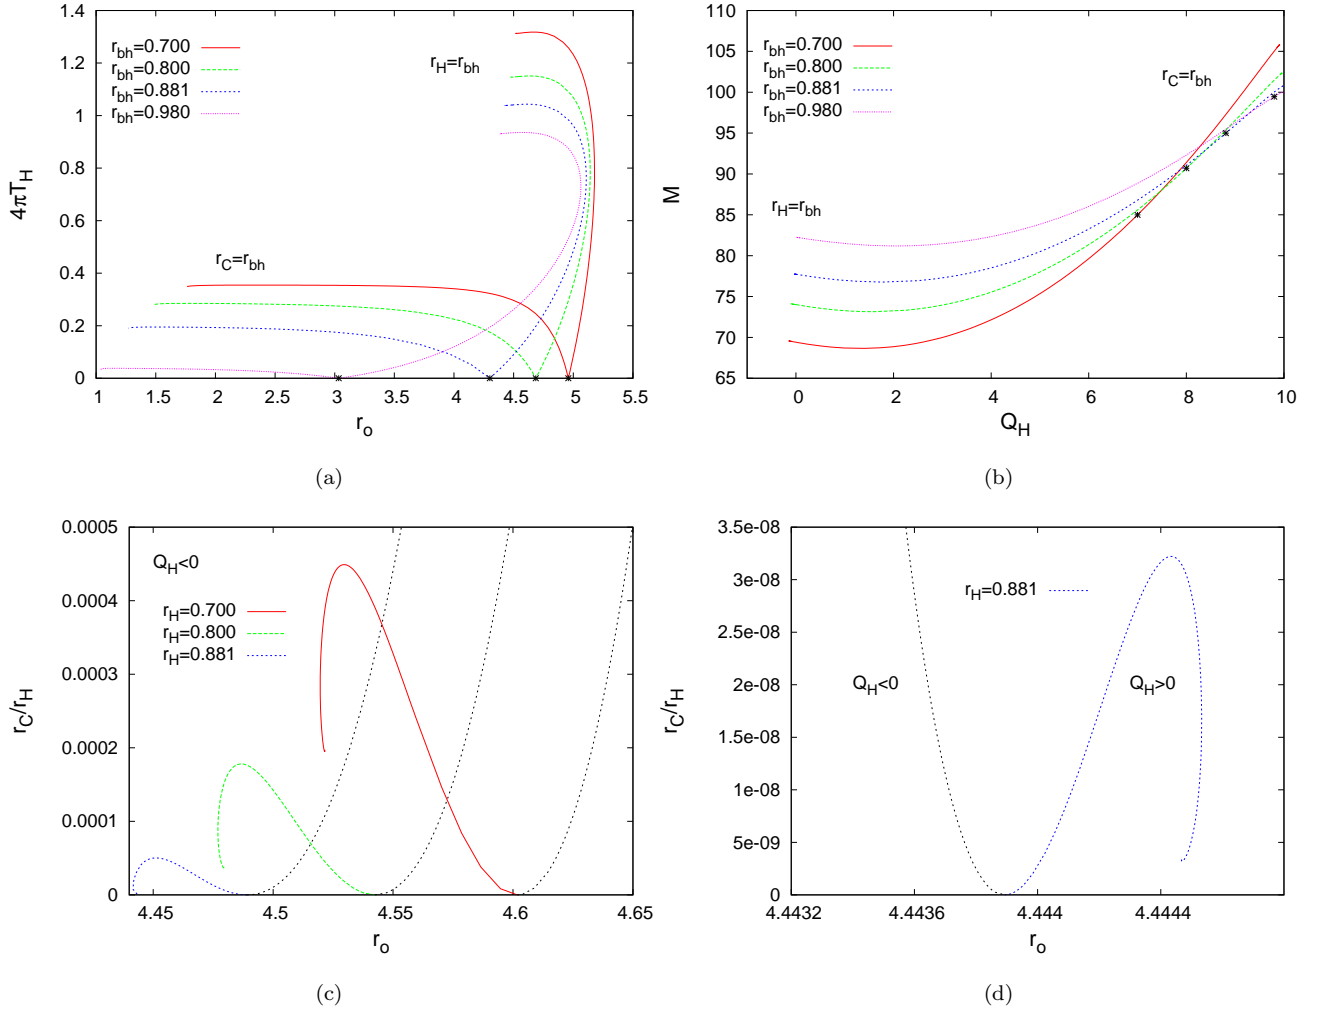 1.4
1.2
1
0.8
0.6
0.4
0.2
0
4πT_H
r_bh=0.700
r_bh=0.800
r_bh=0.881
r_bh=0.980
r_H=r_bh
r_C=r_bh
1 1.5 2 2.5 3 3.5 4 4.5 5 5.5
r_o
(a)
110
105
100
95
90
85
80
75
70
65
M
r_bh=0.700
r_bh=0.800
r_bh=0.881
r_bh=0.980
r_C=r_bh
r_H=r_bh
0 2 4 6 8 10
Q_H
(b)
0.0005
0.0004
0.0003
0.0002
0.0001
0
r_C/r_H
Q_H<0
r_H=0.700
r_H=0.800
r_H=0.881
4.45 4.5 4.55 4.6 4.65
r_o
(c)
3.5e-08
3e-08
2.5e-08
2e-08
1.5e-08
1e-08
5e-09
0
r_C/r_H
r_H=0.881
Q_H<0
Q_H>0
4.4432 4.4436 4.444 4.4444
r_o
(d)